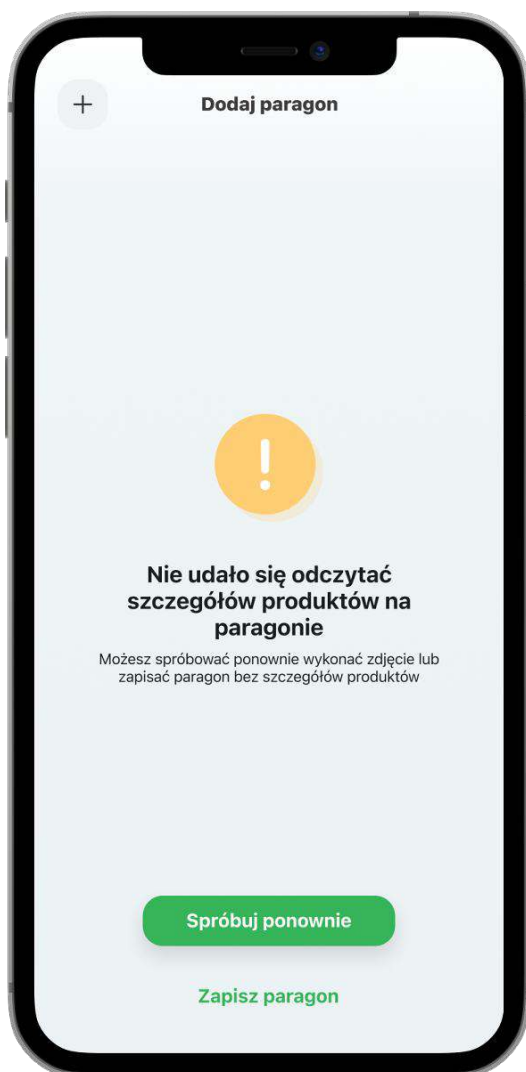 Dodaj paragon
Nie udało się odczytać
szczegółów produktów na
paragonie
Możesz spróbować ponownie wykonać zdjęcie lub
zapisać paragon bez szczegółów produktów
Spróbuj ponownie
Zapisz paragon